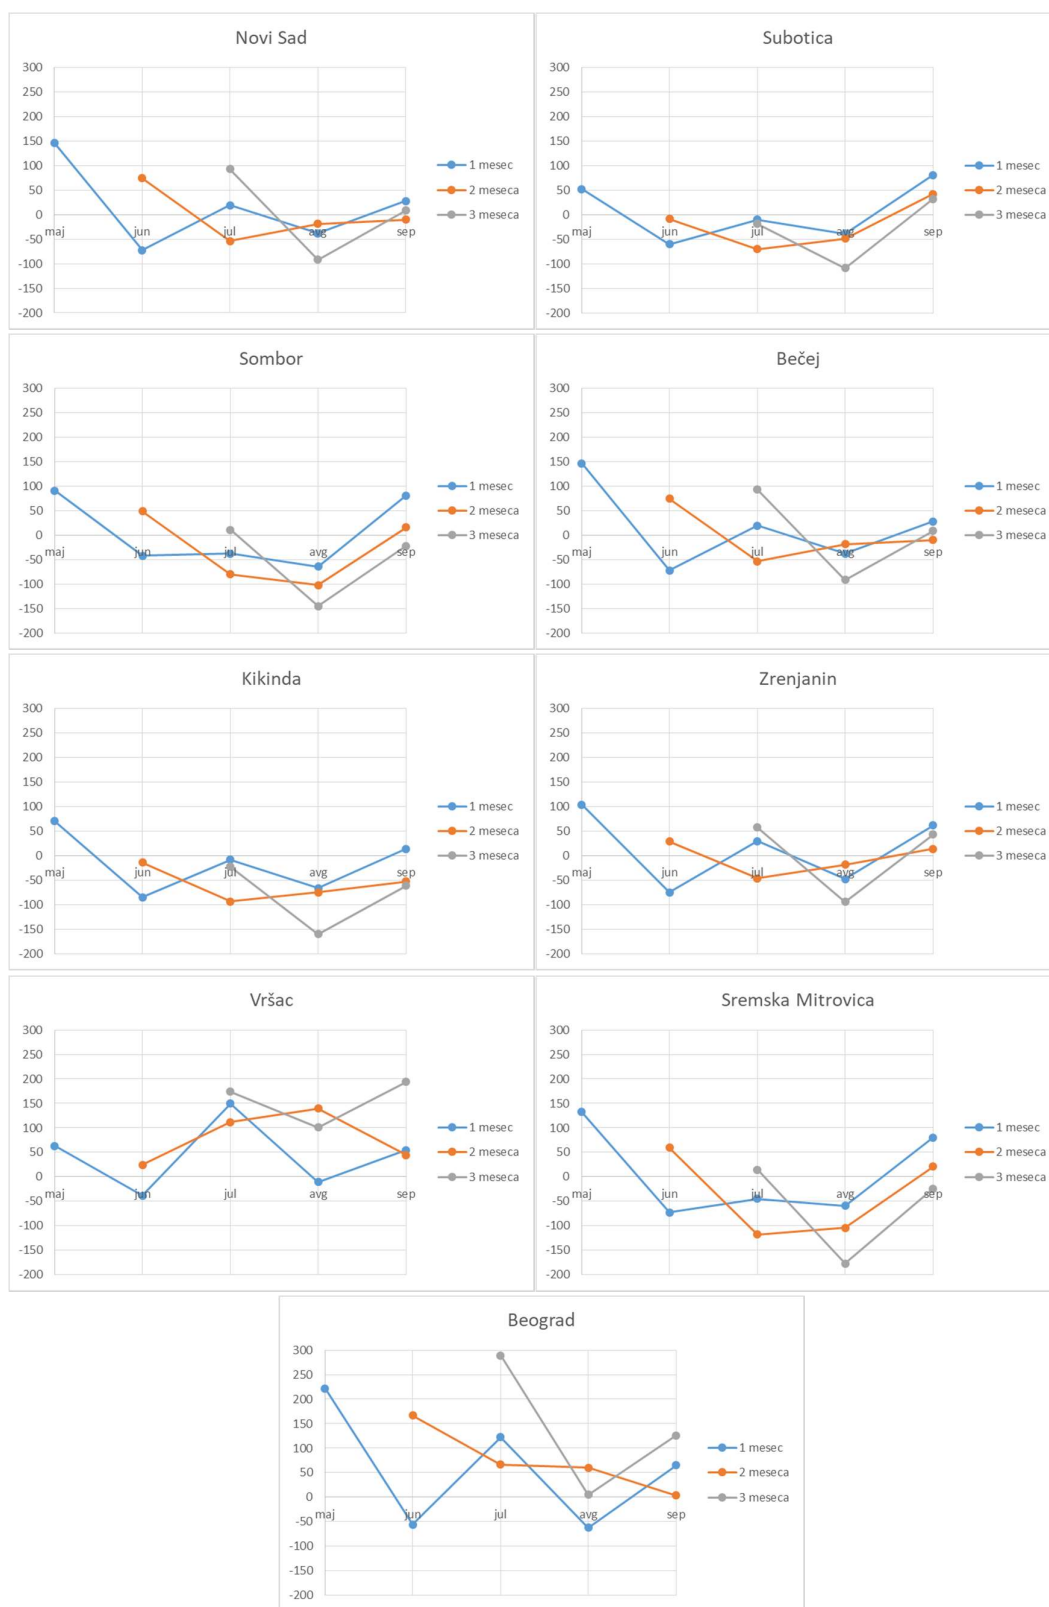 Novi Sad
300
250
200
150
100
50
0
-50
-100
-150
-200
maj jun jul avg sep
1 mesec
2 meseca
3 meseca
Subotica
300
250
200
150
100
50
0
-50
-100
-150
-200
maj jun jul avg sep
1 mesec
2 meseca
3 meseca
Sombor
300
250
200
150
100
50
0
-50
-100
-150
-200
maj jun jul avg sep
1 mesec
2 meseca
3 meseca
Bečej
300
250
200
150
100
50
0
-50
-100
-150
-200
maj jun jul avg sep
1 mesec
2 meseca
3 meseca
Kikinda
300
250
200
150
100
50
0
-50
-100
-150
-200
maj jun jul avg sep
1 mesec
2 meseca
3 meseca
Zrenjanin
300
250
200
150
100
50
0
-50
-100
-150
-200
maj jun jul avg sep
1 mesec
2 meseca
3 meseca
Vršac
300
250
200
150
100
50
0
-50
-100
-150
-200
maj jun jul avg sep
1 mesec
2 meseca
3 meseca
Sremska Mitrovica
300
250
200
150
100
50
0
-50
-100
-150
-200
maj jun jul avg sep
1 mesec
2 meseca
3 meseca
Beograd
300
250
200
150
100
50
0
-50
-100
-150
-200
maj jun jul avg sep
1 mesec
2 meseca
3 meseca